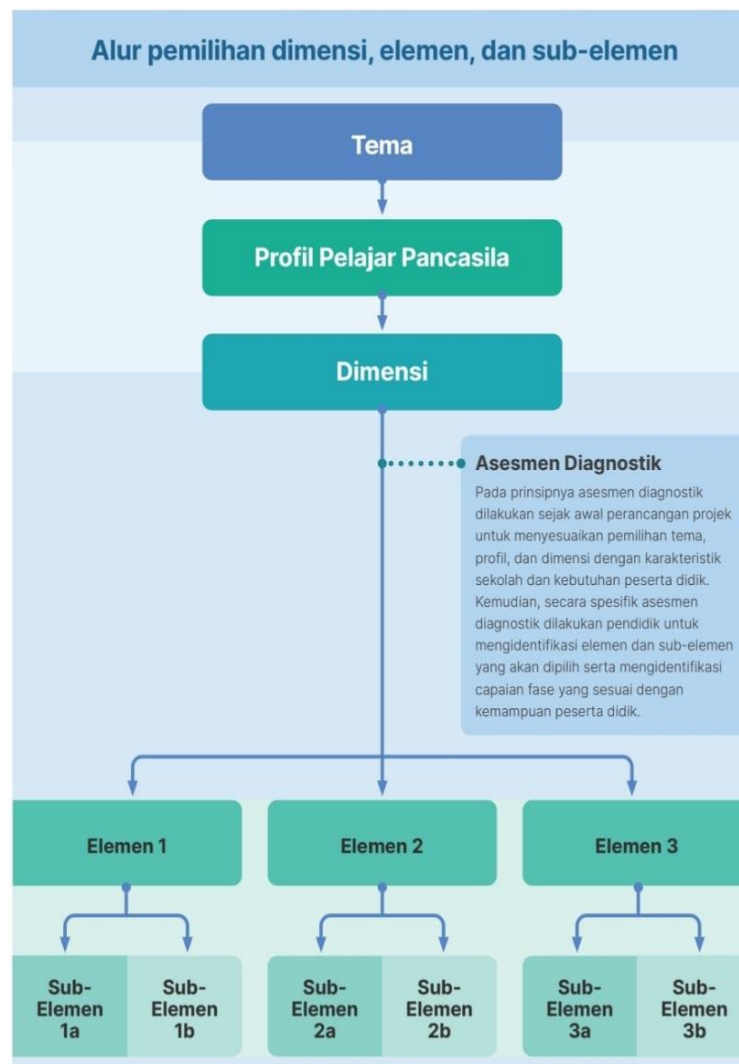 Alur pemilihan dimensi, elemen, dan sub-elemen
Tema
Profil Pelajar Pancasila
Dimensi
Asesmen Diagnostik
Pada prinsipnya asesmen diagnostik
dilakukan sejak awal perancangan projek
untuk menyesuaikan pemilihan tema,
profil, dan dimensi dengan karakteristik
sekolah dan kebutuhan peserta didik.
Kemudian, secara spesifik asesmen
diagnostik dilakukan pendidik untuk
mengidentifikasi elemen dan sub-elemen
yang akan dipilih serta mengidentifikasi
capaian fase yang sesuai dengan
kemampuan peserta didik.
Elemen 1
Elemen 2
Elemen 3
Sub-
Elemen
1a
Sub-
Elemen
1b
Sub-
Elemen
2a
Sub-
Elemen
2b
Sub-
Elemen
3a
Sub-
Elemen
3b